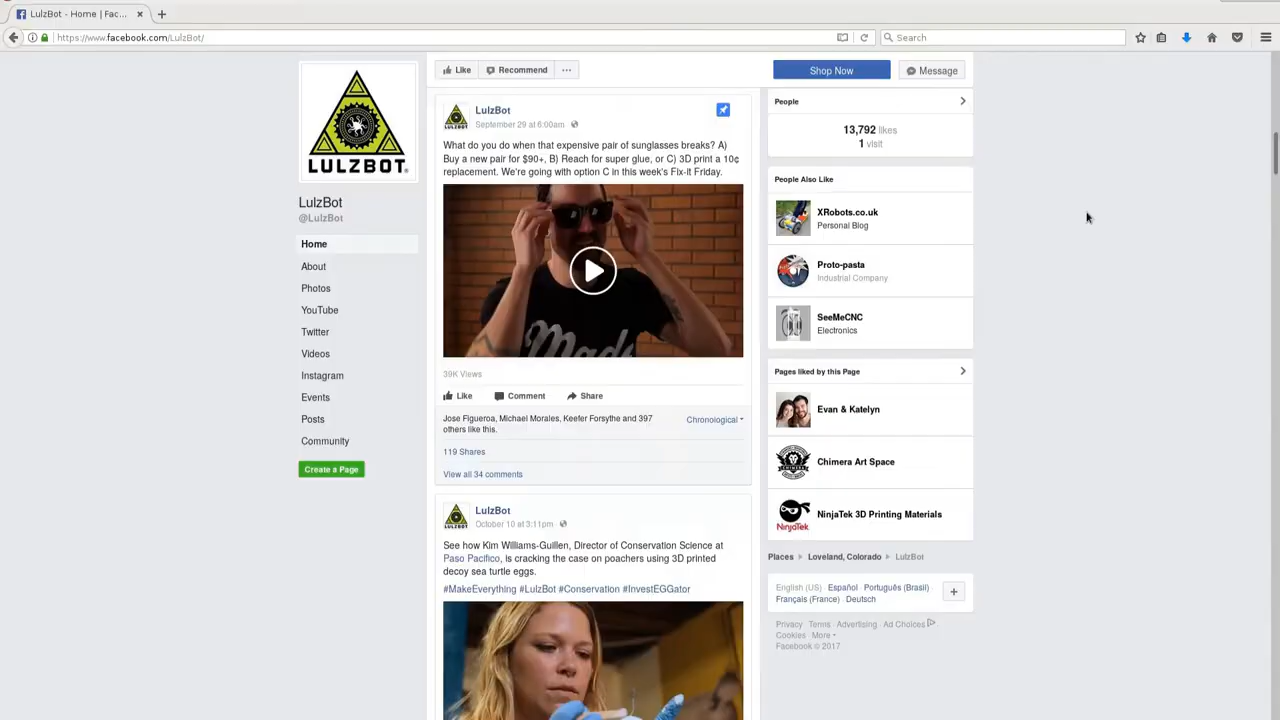 LulzBot - Home | Fac...
https://www.facebook.com/LulzBot/
Search
LULZBOT
LulzBot
@LulzBot
Home
About
Photos
YouTube
Twitter
Videos
Instagram
Events
Posts
Community
Create a Page
Like
Recommend
...
Shop Now
Message
LulzBot
September 29 at 6:00am
What do you do when that expensive pair of sunglasses breaks? A)
Buy a new pair for $90+, B) Reach for super glue, or C) 3D print a 10¢
replacement. We're going with option C in this week's Fix-it Friday.
Made
39K Views
Like
Comment
Share
Jose Figueroa, Michael Morales, Keefer Forsythe and 397
others like this.
Chronological
119 Shares
View all 34 comments
LulzBot
October 10 at 3:11pm
See how Kim Williams-Guillen, Director of Conservation Science at
Paso Pacifico, is cracking the case on poachers using 3D printed
decoy sea turtle eggs.
#MakeEverything #LulzBot #Conservation #InvestEGGator
People
13,792 likes
1 visit
People Also Like
XRobots.co.uk
Personal Blog
Proto-pasta
Industrial Company
SeeMeCNC
Electronics
Pages liked by this Page
Evan & Katelyn
Chimera Art Space
NINJATEK
NinjaTek 3D Printing Materials
Places
Loveland, Colorado
LulzBot
English (US) Español Português (Brasil)
Français (France) Deutsch
Privacy Terms Advertising Ad Choices
Cookies More
Facebook © 2017